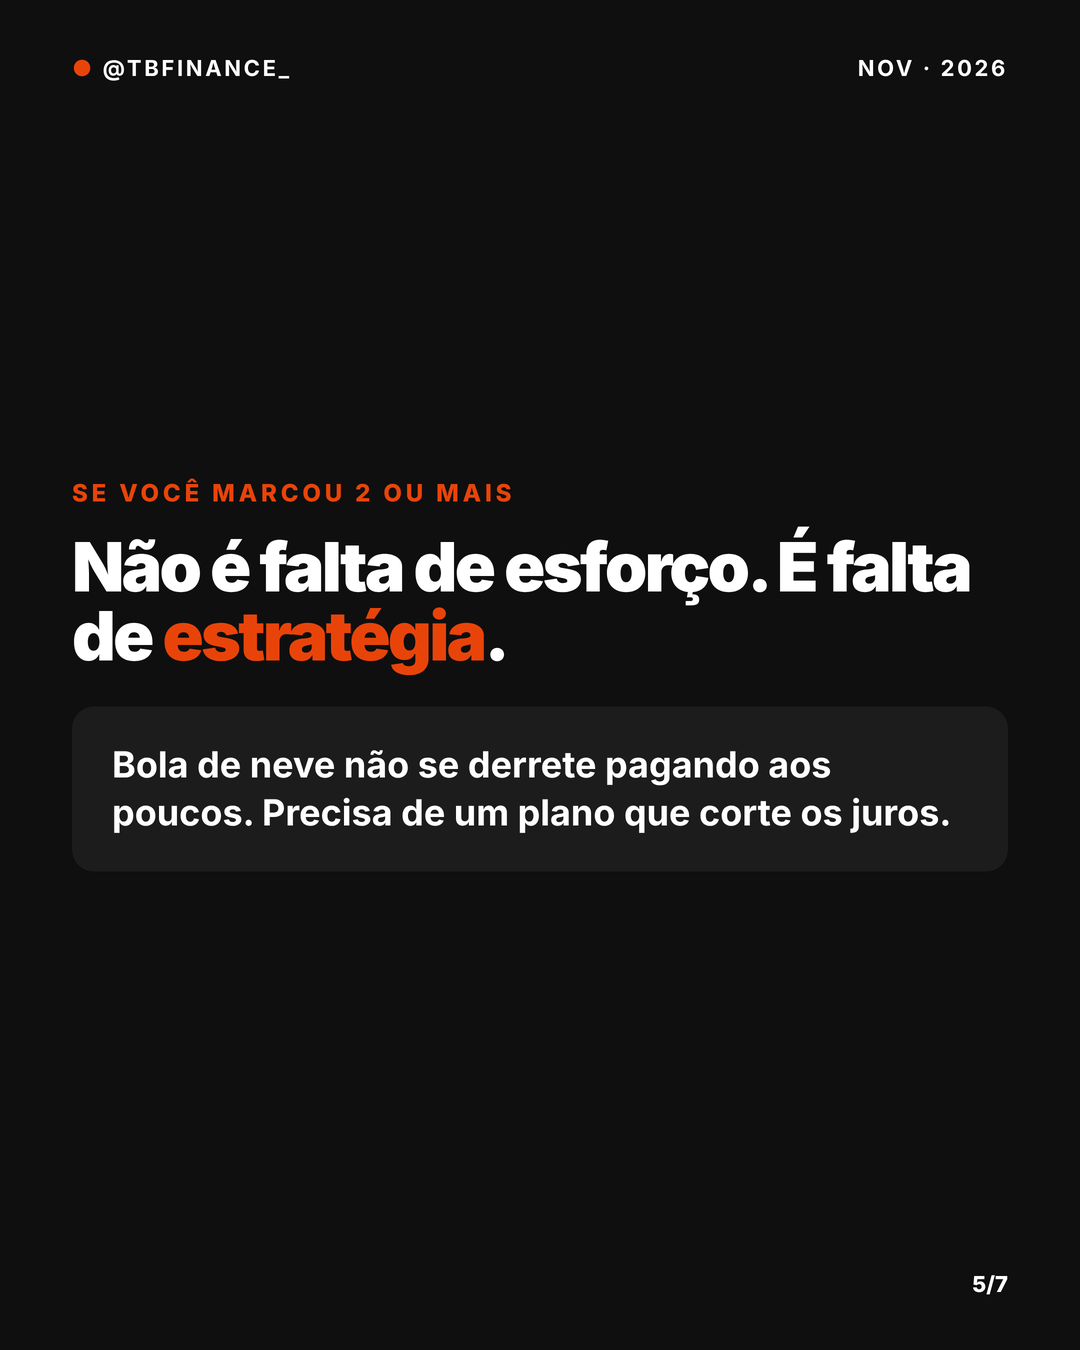 @TBFINANCE_
NOV · 2026
SE VOCÊ MARCOU 2 OU MAIS
Não é falta de esforço. É falta
de estratégia.
Bola de neve não se derrete pagando aos
poucos. Precisa de um plano que corte os juros.
5/7